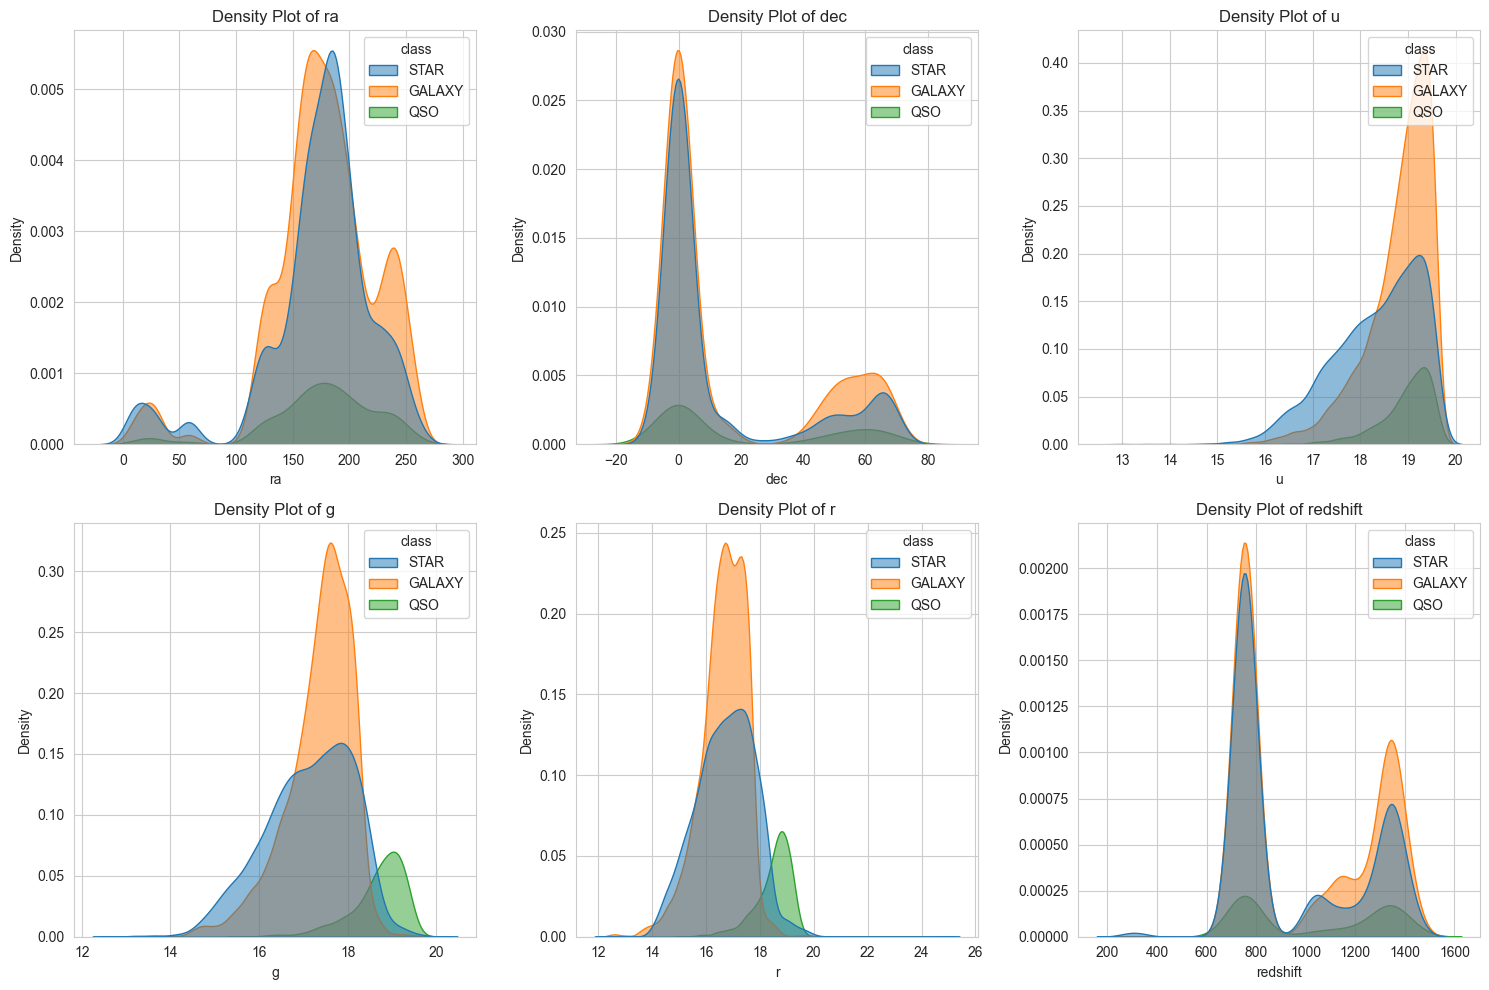 Density Plot of ra
Density
0.005
0.004
0.003
0.002
0.001
0.000
0
50
100
150
200
250
300
ra
class
STAR
GALAXY
QSO
Density Plot of dec
Density
0.030
0.025
0.020
0.015
0.010
0.005
0.000
−20
0
20
40
60
80
dec
class
STAR
GALAXY
QSO
Density Plot of u
Density
0.40
0.35
0.30
0.25
0.20
0.15
0.10
0.05
0.00
13
14
15
16
17
18
19
20
u
class
STAR
GALAXY
QSO
Density Plot of g
Density
0.30
0.25
0.20
0.15
0.10
0.05
0.00
12
14
16
18
20
g
class
STAR
GALAXY
QSO
Density Plot of r
Density
0.25
0.20
0.15
0.10
0.05
0.00
12
14
16
18
20
22
24
26
r
class
STAR
GALAXY
QSO
Density Plot of redshift
Density
0.00200
0.00175
0.00150
0.00125
0.00100
0.00075
0.00050
0.00025
0.00000
200
400
600
800
1000
1200
1400
1600
redshift
class
STAR
GALAXY
QSO